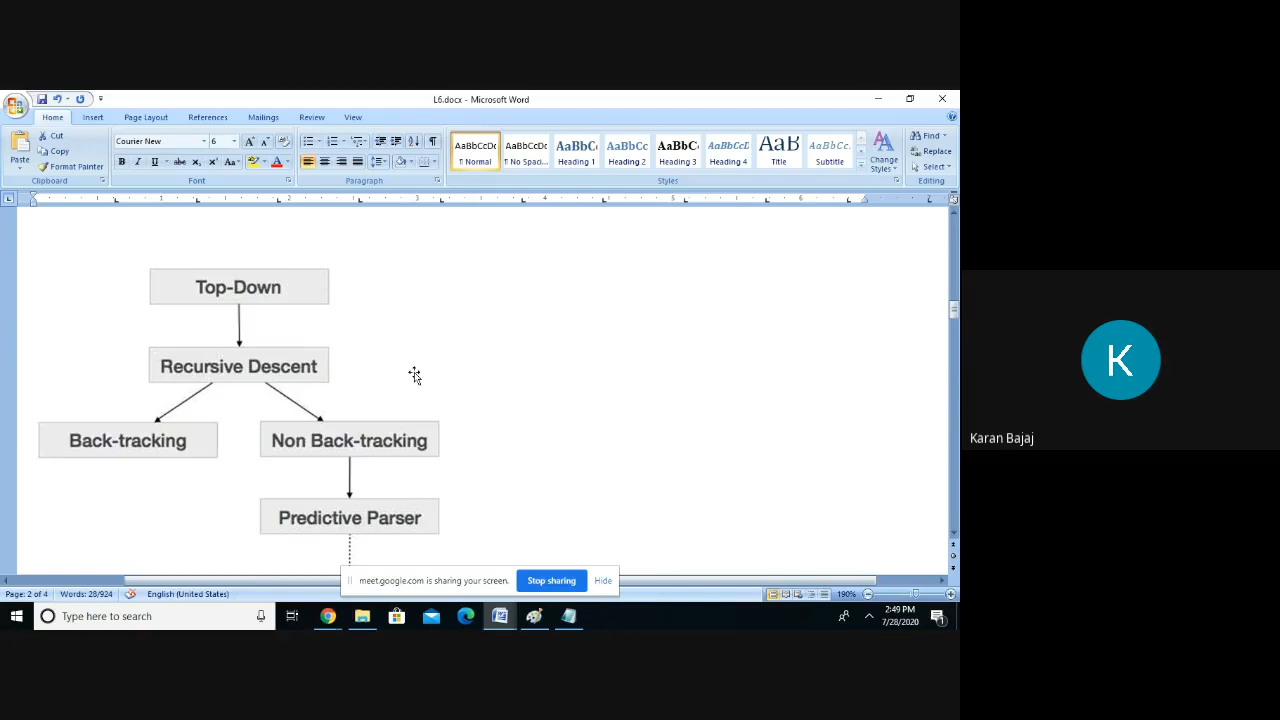 L6.docx - Microsoft Word
Home Insert Page Layout References Mailings Review View
Paste
Cut
Copy
Format Painter
Clipboard
Courier New 6
Font
Paragraph
AaBbCcDc AaBbCcDc AaBbC AaBbCc AaBbC AaBbCcD AaB AaBbCc.
¶ Normal ¶ No Spaci... Heading 1 Heading 2 Heading 3 Heading 4 Title Subtitle
Styles
Change Styles
Find
Replace
Select
Editing
Top-Down
Recursive Descent
Back-tracking Non Back-tracking
Predictive Parser
meet.google.com is sharing your screen. Stop sharing Hide
Page: 2 of 4 Words: 28/924 English (United States) 190%
Type here to search
2:49 PM
7/28/2020
K
Karan Bajaj